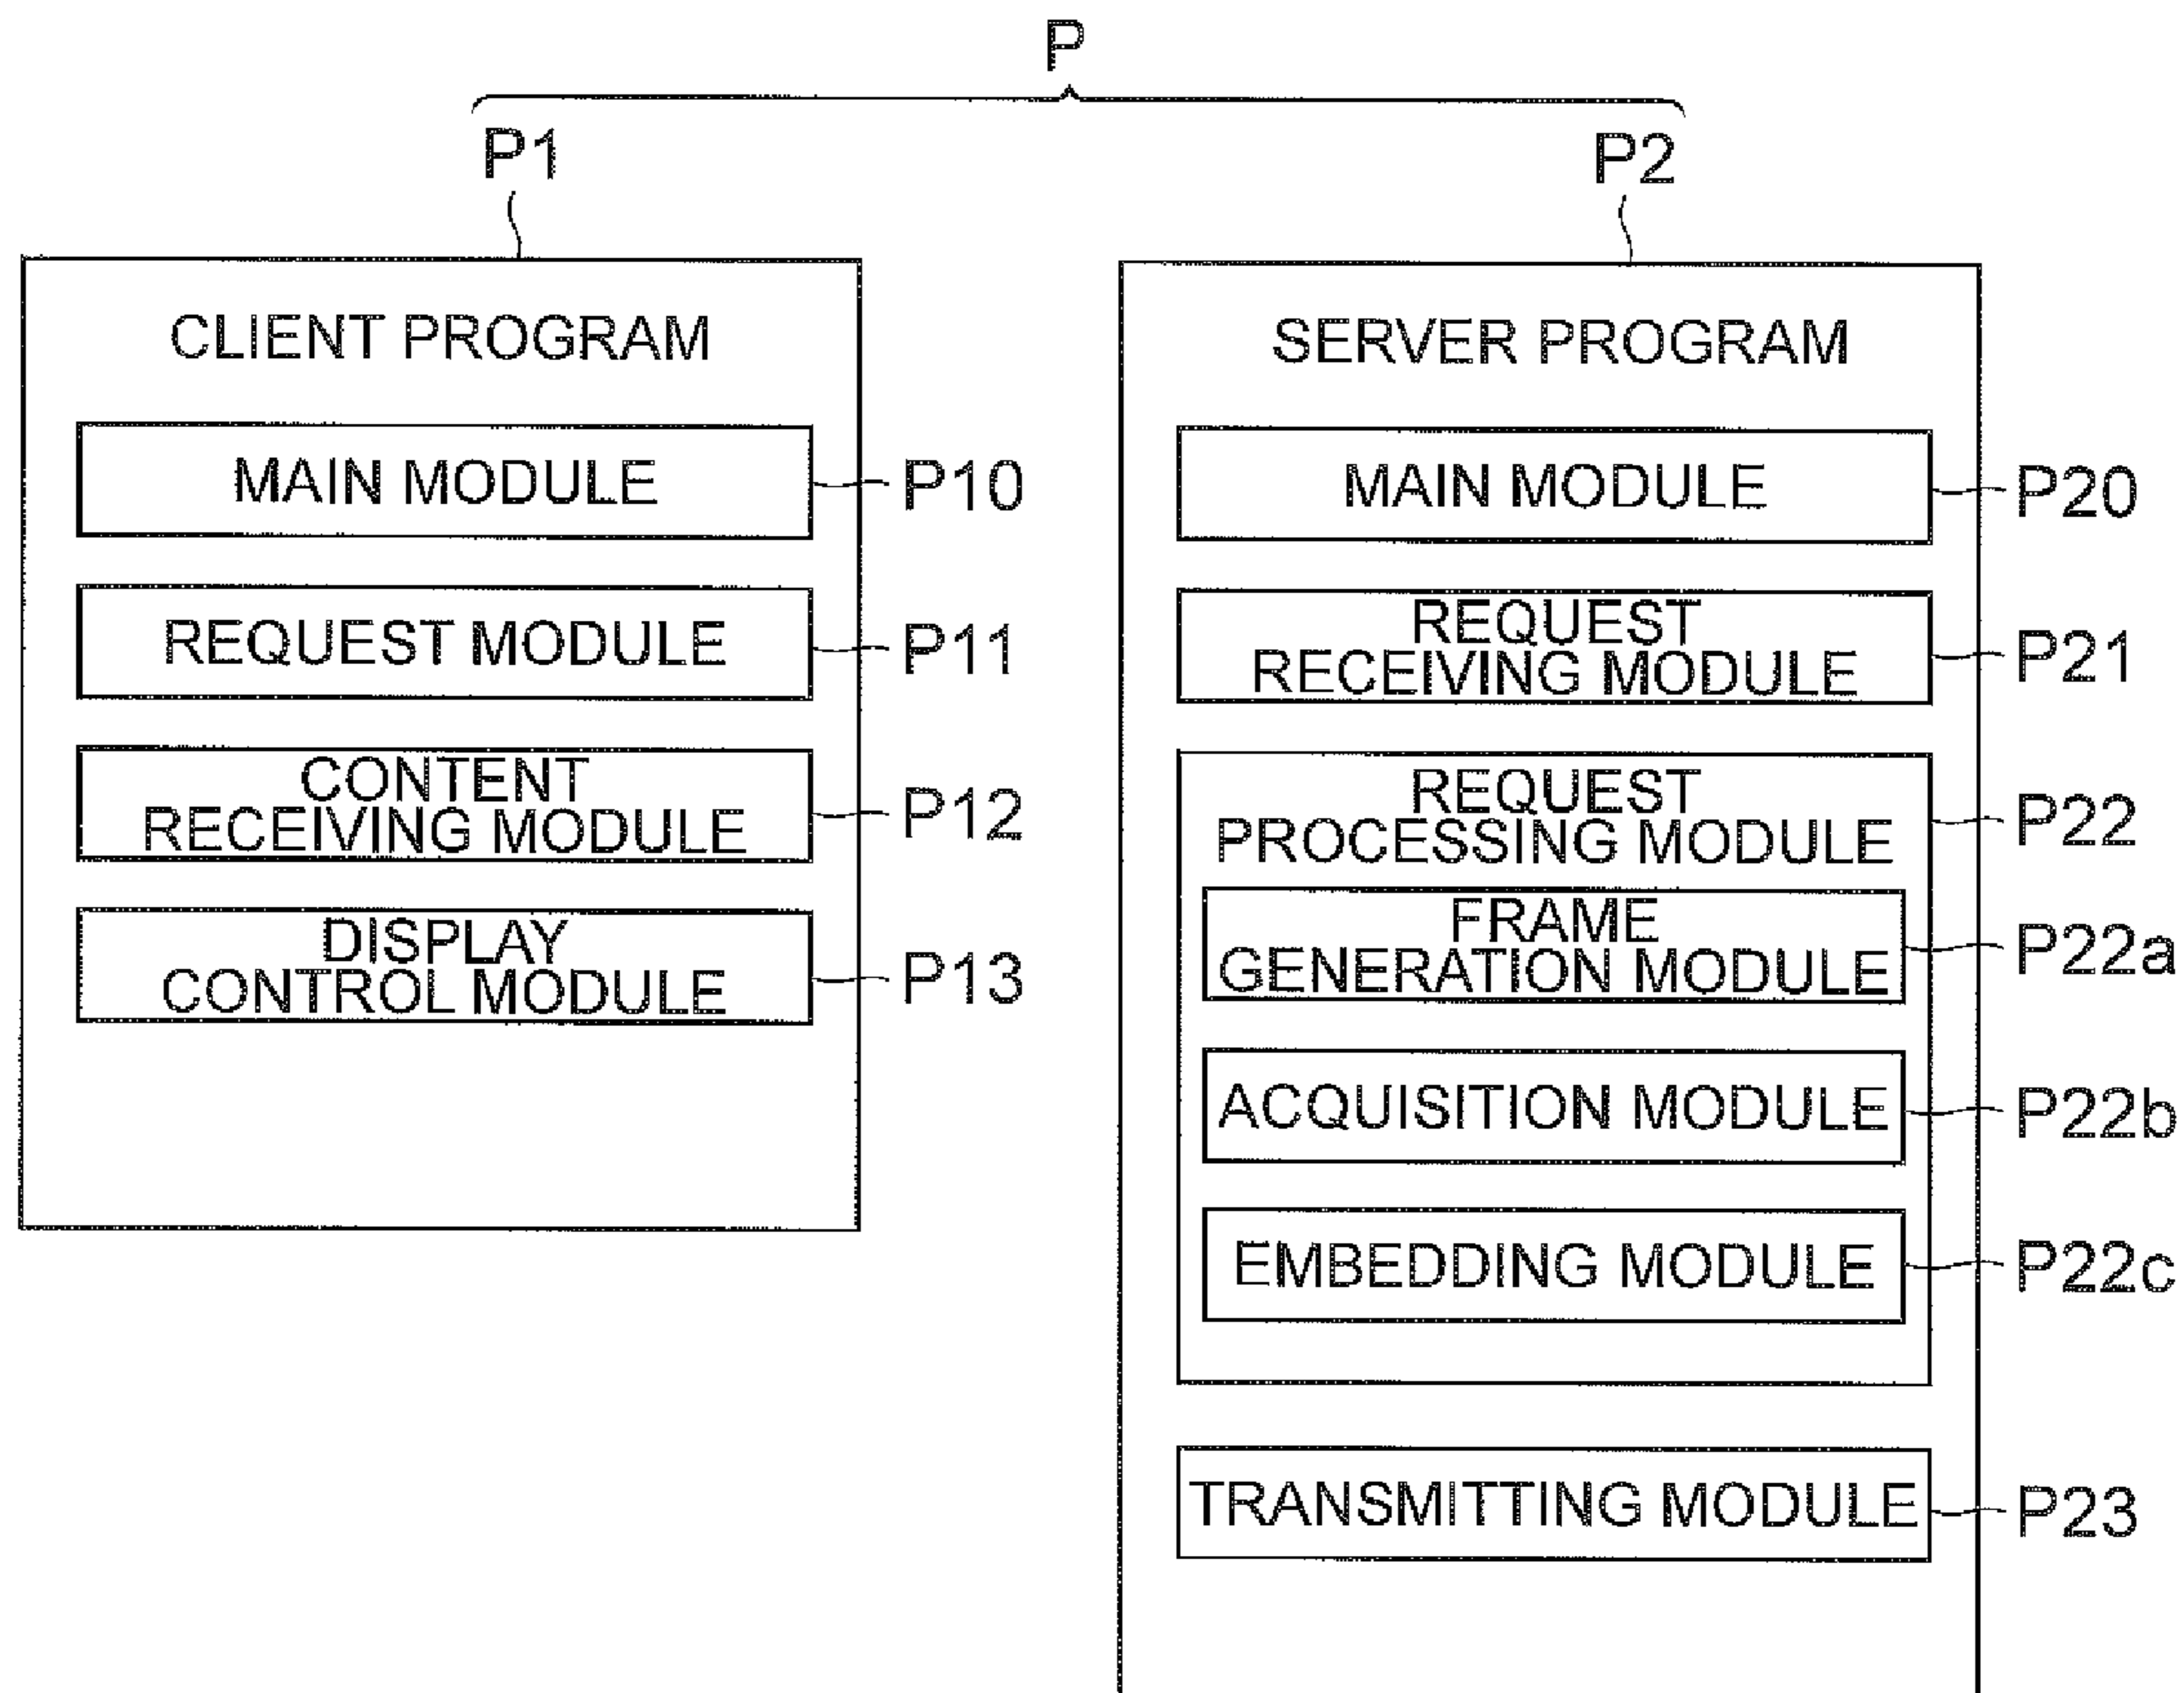 P
P1
CLIENT PROGRAM
MAIN MODULE
P10
REQUEST MODULE
P11
CONTENT
RECEIVING MODULE
P12
DISPLAY
CONTROL MODULE
P13
P2
SERVER PROGRAM
MAIN MODULE
P20
REQUEST
RECEIVING MODULE
P21
REQUEST
PROCESSING MODULE
P22
FRAME
GENERATION MODULE
P22a
ACQUISITION MODULE
P22b
EMBEDDING MODULE
P22c
TRANSMITTING MODULE
P23